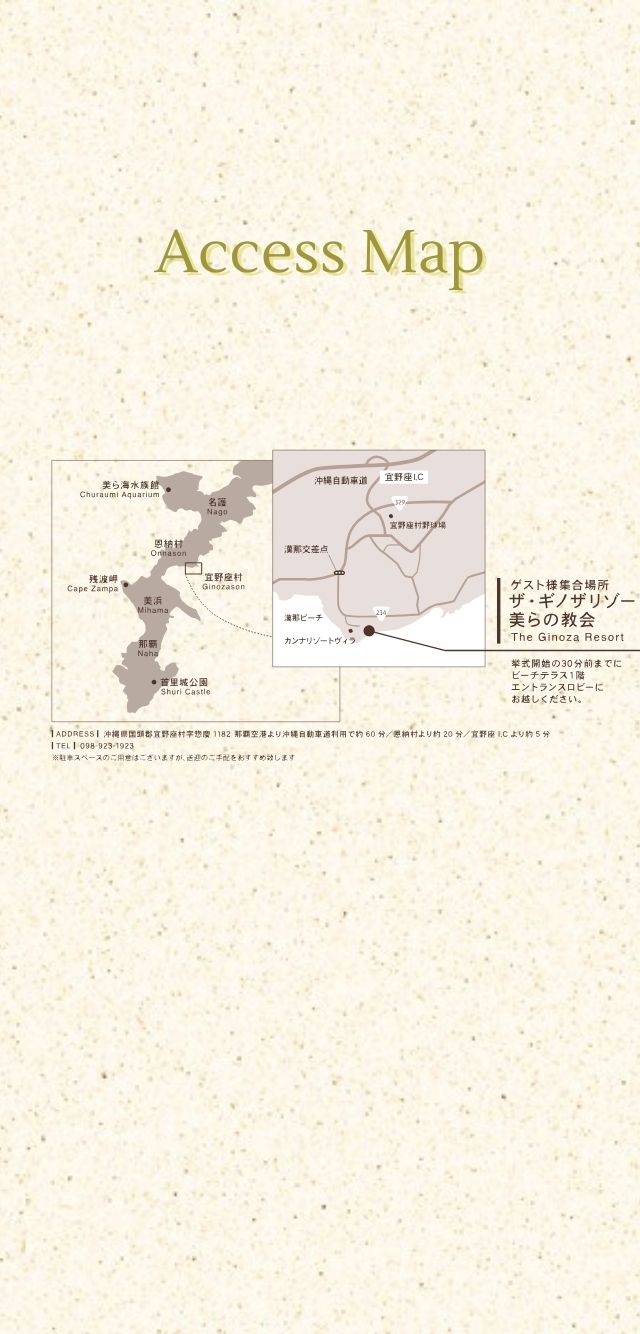 Access Map
美ら海水族館
Churaumi Aquarium
名護
Nago
恩納村
Onnason
残波岬
Cape Zampa
宜野座村
Ginozason
美浜
Mihama
那覇
Naha
首里城公園
Shuri Castle
沖縄自動車道
宜野座I.C
329
宜野座村野球場
漢那交差点
234
漢那ビーチ
カンナリゾートヴィラ
ゲスト様集合場所
ザ・ギノザリゾー
美らの教会
The Ginoza Resort
挙式開始の30分前までに
ビーチテラス1階
エントランスロビーに
お越しください。
ADDRESS 沖縄県国頭郡宜野座村字惣慶 1182 那覇空港より沖縄自動車道利用で約 60 分／恩納村より約 20 分／宜野座 I.C より約 5 分
TEL 098-923-1923
※駐車スペースのご用意はございますが、送迎のご手配をおすすめ致します